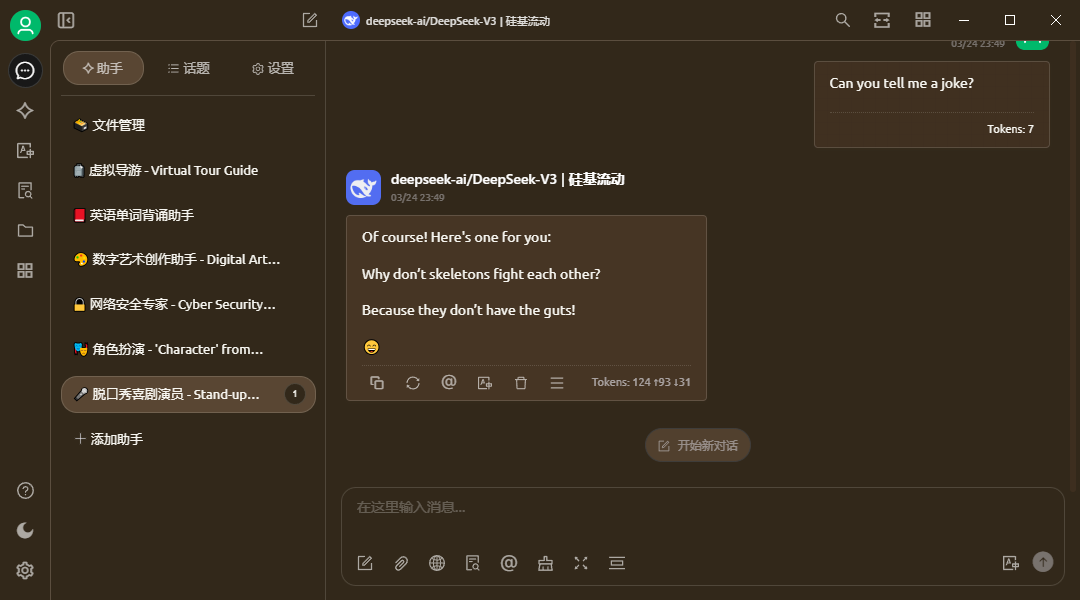 deepseek-ai/DeepSeek-V3 | 硅基流动
助手
话题
设置
文件管理
虚拟导游 - Virtual Tour Guide
英语单词背诵助手
数字艺术创作助手 - Digital Art...
网络安全专家 - Cyber Security...
角色扮演 - 'Character' from...
脱口秀喜剧演员 - Stand-up...
1
添加助手
03/24 23:49
Can you tell me a joke?
Tokens: 7
deepseek-ai/DeepSeek-V3 | 硅基流动
03/24 23:49
Of course! Here's one for you:
Why don’t skeletons fight each other?
Because they don’t have the guts!
😄
Tokens: 124 ↑93 ↓31
开始新对话
在这里输入消息...